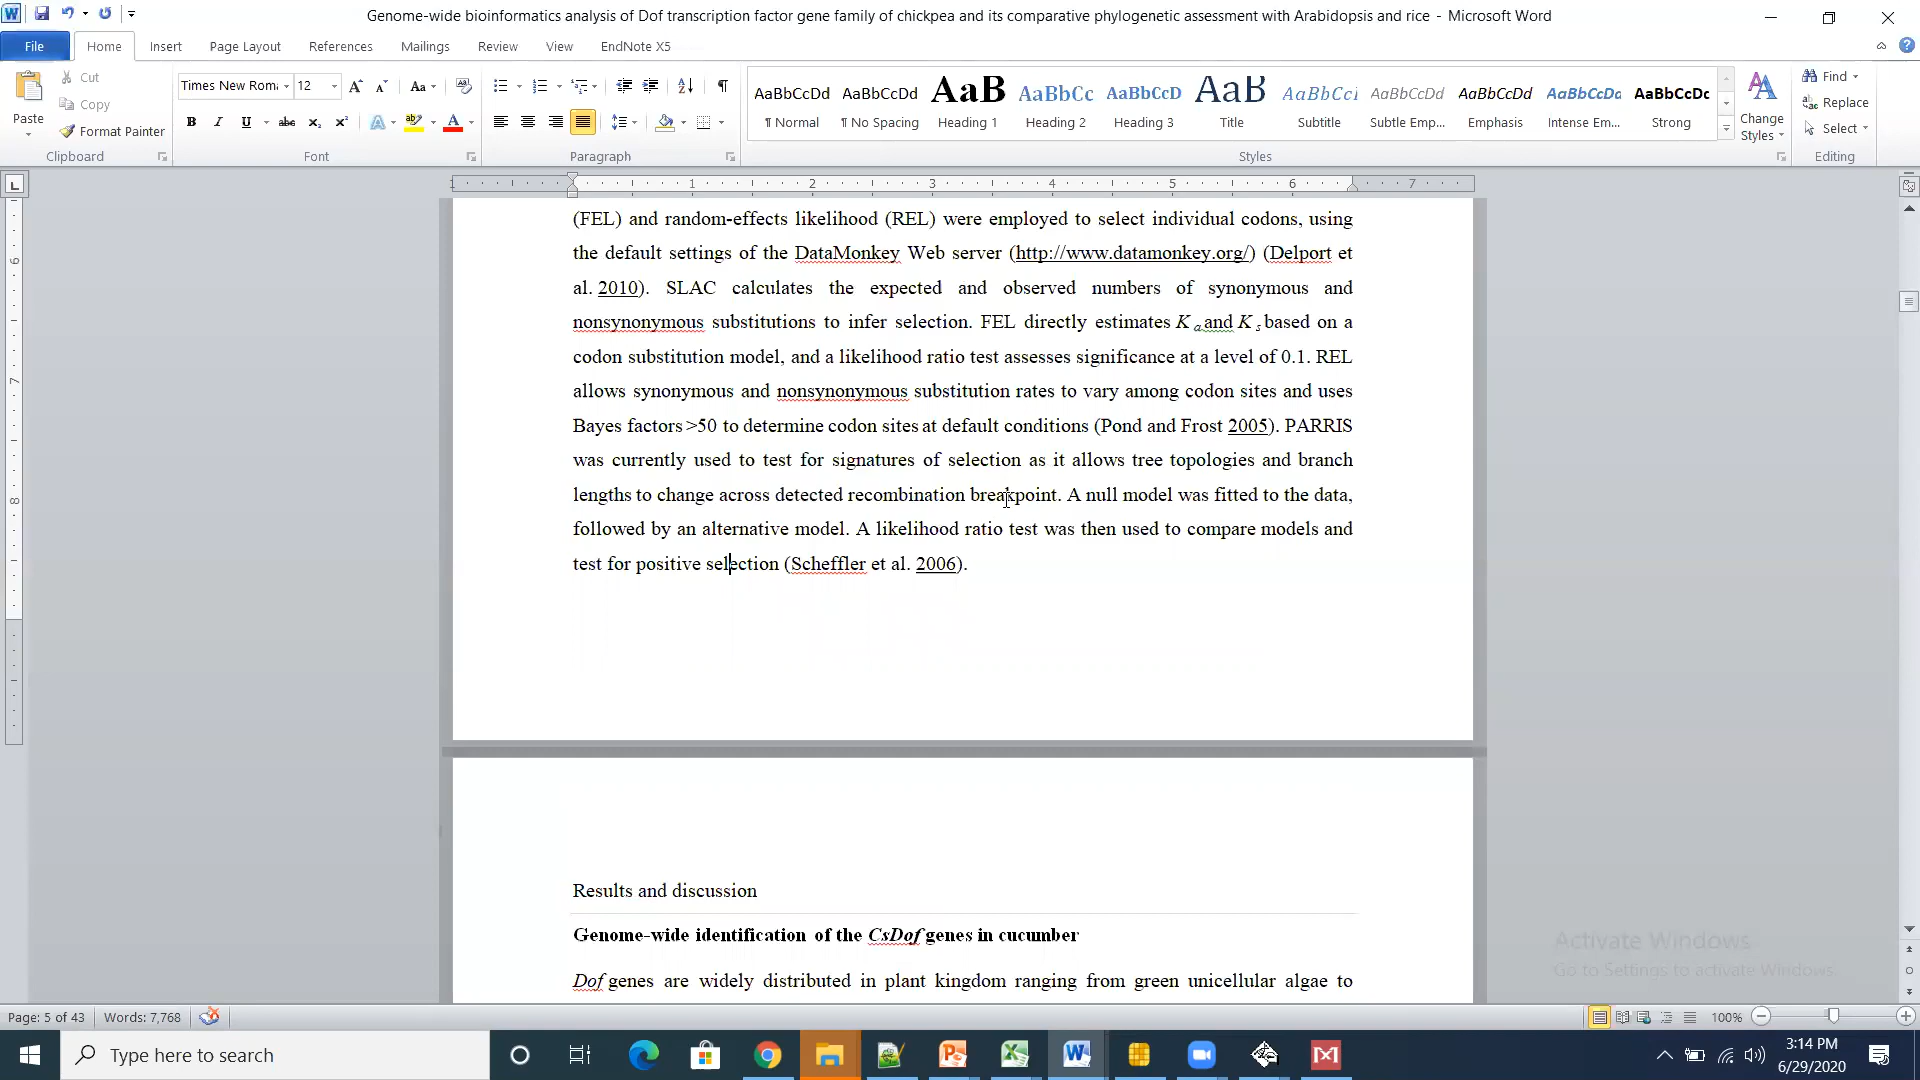 Genome-wide bioinformatics analysis of Dof transcription factor gene family of chickpea and its comparative phylogenetic assessment with Arabidopsis and rice - Microsoft Word
File Home Insert Page Layout References Mailings Review View EndNote X5
Paste
Cut
Copy
Format Painter
Clipboard
Times New Rom 12
Font
Paragraph
AaBbCcDd AaBbCcDd AaB AaBbCc AaBbCcD AaB AaBbCcI AaBbCcDd AaBbCcDd AaBbCcDd AaBbCcDc
¶ Normal ¶ No Spacing Heading 1 Heading 2 Heading 3 Title Subtitle Subtle Emp... Emphasis Intense Em... Strong
Styles
Change Styles
Find
Replace
Select
Editing
1 1 2 3 4 5 6 7
6
7
8
(FEL) and random-effects likelihood (REL) were employed to select individual codons, using
the default settings of the DataMonkey Web server (http://www.datamonkey.org/) (Delport et
al. 2010). SLAC calculates the expected and observed numbers of synonymous and
nonsynonymous substitutions to infer selection. FEL directly estimates K a and K s based on a
codon substitution model, and a likelihood ratio test assesses significance at a level of 0.1. REL
allows synonymous and nonsynonymous substitution rates to vary among codon sites and uses
Bayes factors >50 to determine codon sites at default conditions (Pond and Frost 2005). PARRIS
was currently used to test for signatures of selection as it allows tree topologies and branch
lengths to change across detected recombination breakpoint. A null model was fitted to the data,
followed by an alternative model. A likelihood ratio test was then used to compare models and
test for positive selection (Scheffler et al. 2006).
Results and discussion
Genome-wide identification of the CsDof genes in cucumber
Dof genes are widely distributed in plant kingdom ranging from green unicellular algae to
Activate Windows
Go to Settings to activate Windows.
Page: 5 of 43 Words: 7,768 100%
Type here to search
3:14 PM
6/29/2020